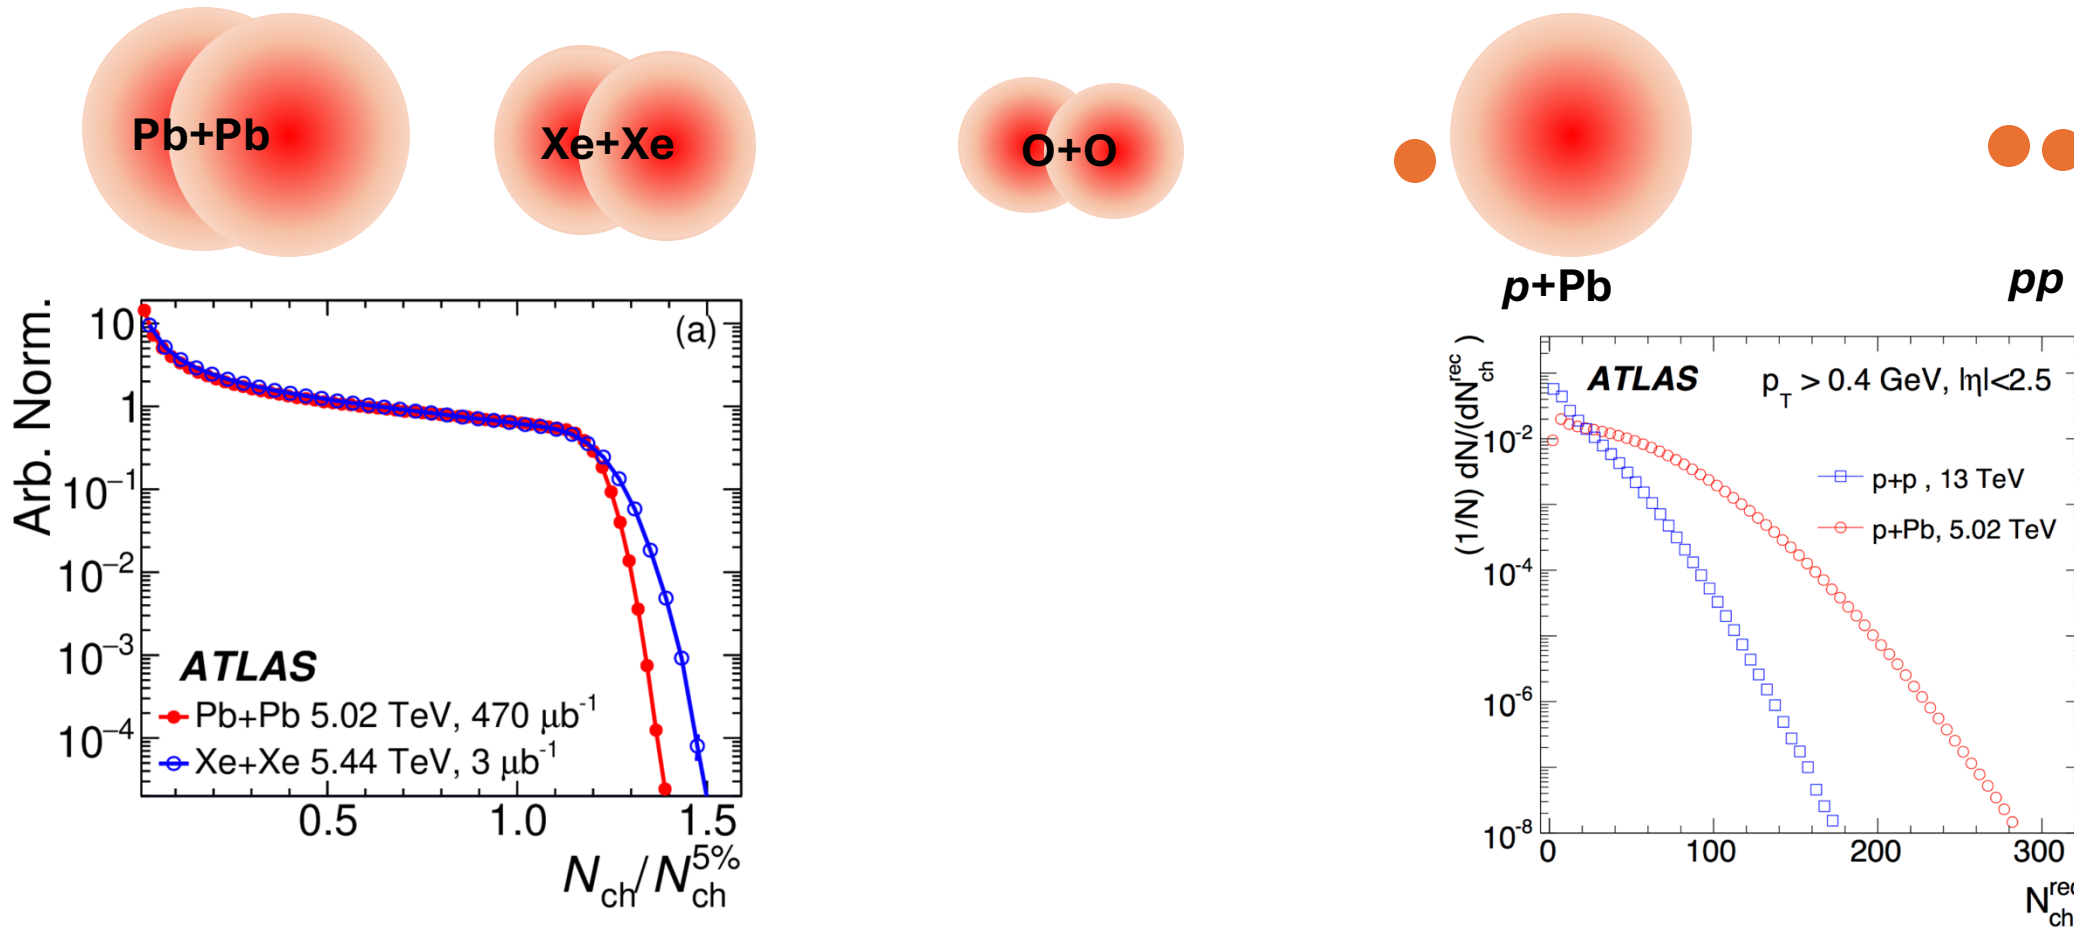 Pb+Pb
Xe+Xe
O+O
p+Pb
pp
Arb. Norm.
(a)
10
1
10⁻¹
10⁻²
10⁻³
10⁻⁴
ATLAS
Pb+Pb 5.02 TeV, 470 μb⁻¹
Xe+Xe 5.44 TeV, 3 μb⁻¹
0.5 1.0 1.5
N_ch/N_ch^5%
(1/N) dN/(dN_ch^rec)
ATLAS p_T > 0.4 GeV, |η|<2.5
10⁻²
p+p , 13 TeV
p+Pb, 5.02 TeV
10⁻⁴
10⁻⁶
10⁻⁸
0 100 200 300
N_ch^rec